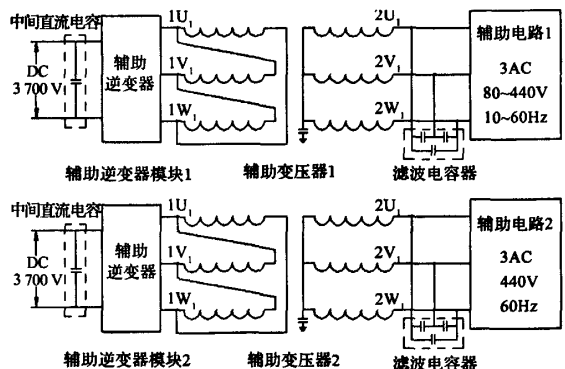 中间直流电容
DC
3 700 V
辅助
逆变器
1U1
1V1
1W1
2U1
2V1
2W1
辅助电路1
3AC
80~440V
10~60Hz
辅助逆变器模块1
辅助变压器1
滤波电容器
中间直流电容
DC
3 700 V
辅助
逆变器
1U1
1V1
1W1
2U1
2V1
2W1
辅助电路2
3AC
440V
60Hz
辅助逆变器模块2
辅助变压器2
滤波电容器